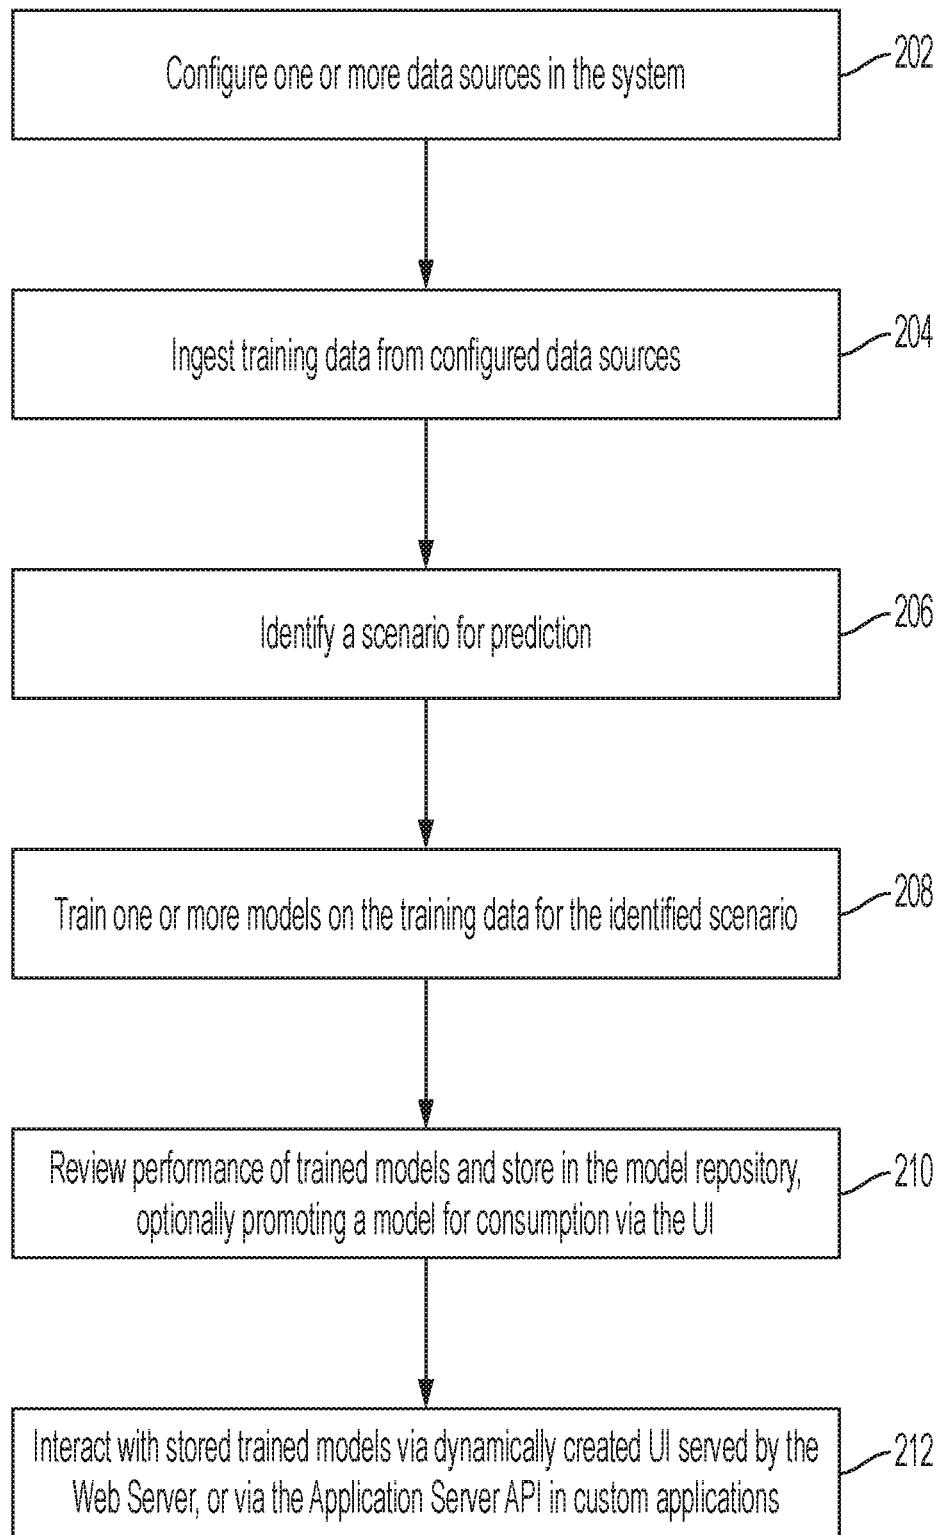 Configure one or more data sources in the system
202
Ingest training data from configured data sources
204
Identify a scenario for prediction
206
Train one or more models on the training data for the identified scenario
208
Review performance of trained models and store in the model repository,
optionally promoting a model for consumption via the UI
210
Interact with stored trained models via dynamically created UI served by the
Web Server, or via the Application Server API in custom applications
212